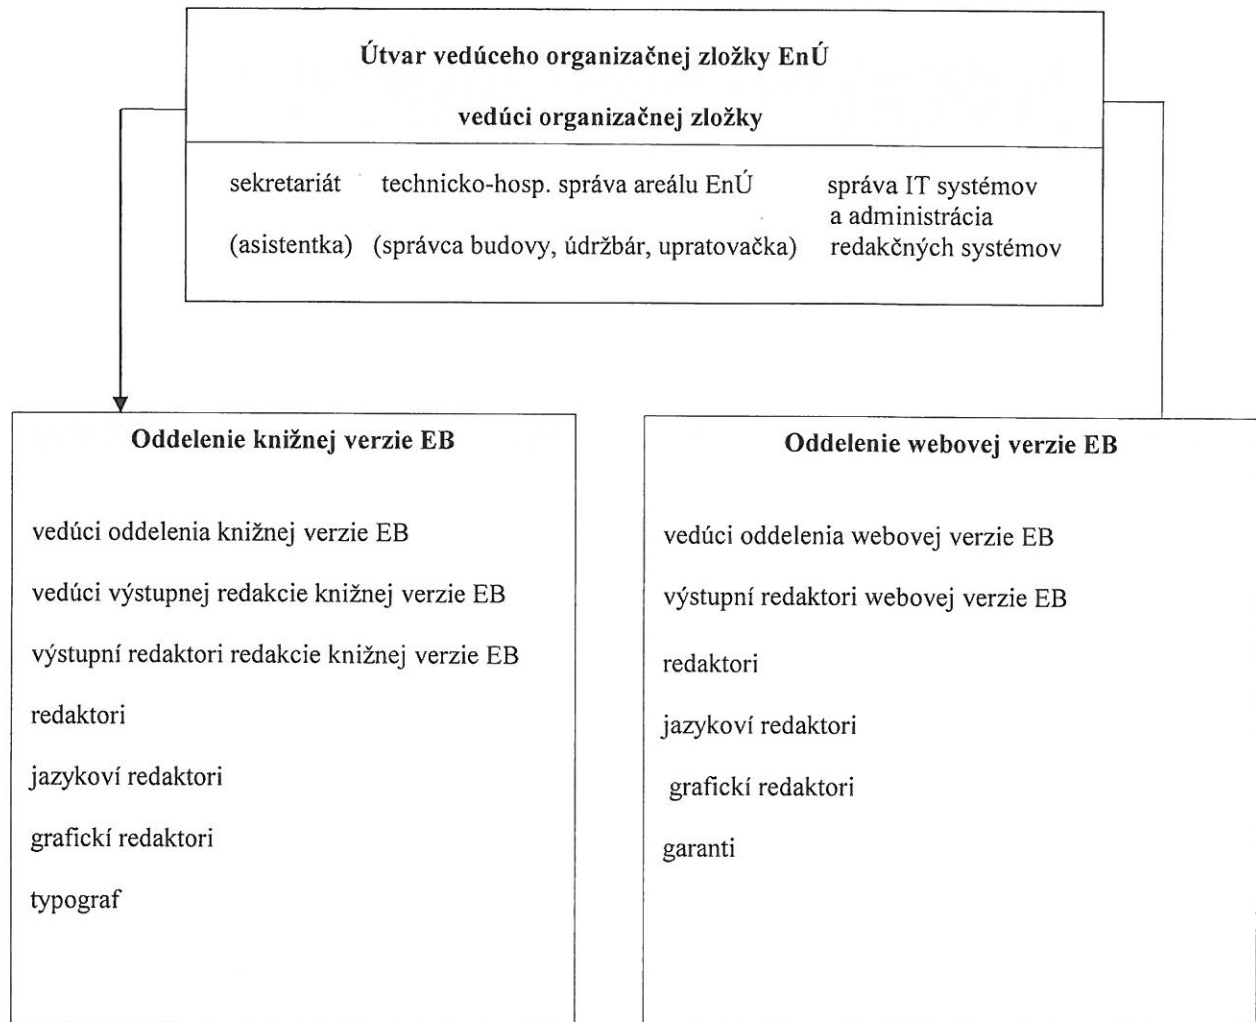 Útvar vedúceho organizačnej zložky EnÚ
vedúci organizačnej zložky
sekretariát technicko-hosp. správa areálu EnÚ správa IT systémov
a administrácia
(asistentka) (správca budovy, údržbár, upratovačka) redakčných systémov
Oddelenie knižnej verzie EB
vedúci oddelenia knižnej verzie EB
vedúci výstupnej redakcie knižnej verzie EB
výstupní redaktori redakcie knižnej verzie EB
redaktori
jazykoví redaktori
grafickí redaktori
typograf
Oddelenie webovej verzie EB
vedúci oddelenia webovej verzie EB
výstupní redaktori webovej verzie EB
redaktori
jazykoví redaktori
grafickí redaktori
garanti